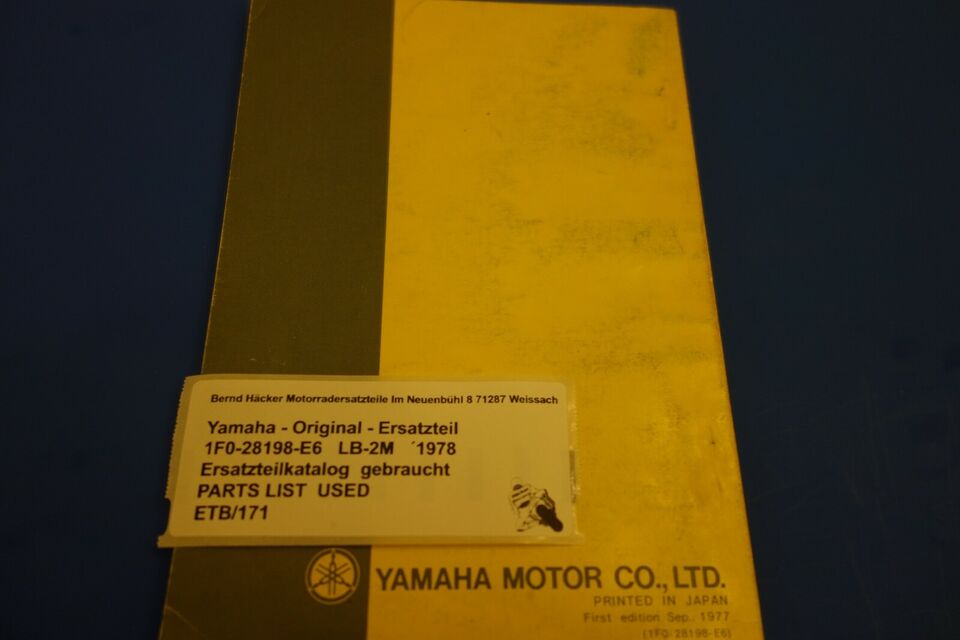 Bernd Häcker Motorradersatzteile Im Neuenbühl 8 71287 Weissach
Yamaha - Original - Ersatzteil
1F0-28198-E6 LB-2M ´1978
Ersatzteilkatalog gebraucht
PARTS LIST USED
ETB/171
YAMAHA MOTOR CO., LTD.
PRINTED IN JAPAN
First edition Sep., 1977
(1F0-28198-E6)